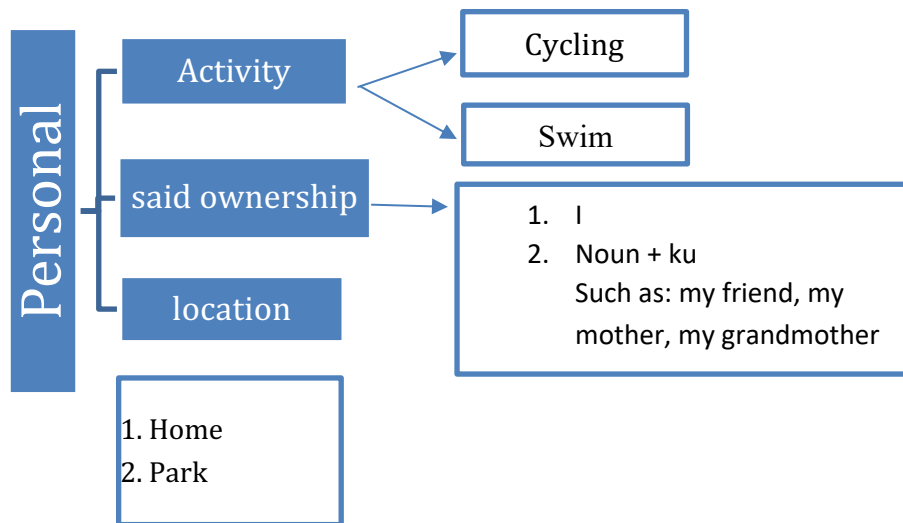 Personal
Activity
Cycling
Swim
said ownership
1. I
2. Noun + ku
Such as: my friend, my
mother, my grandmother
location
1. Home
2. Park